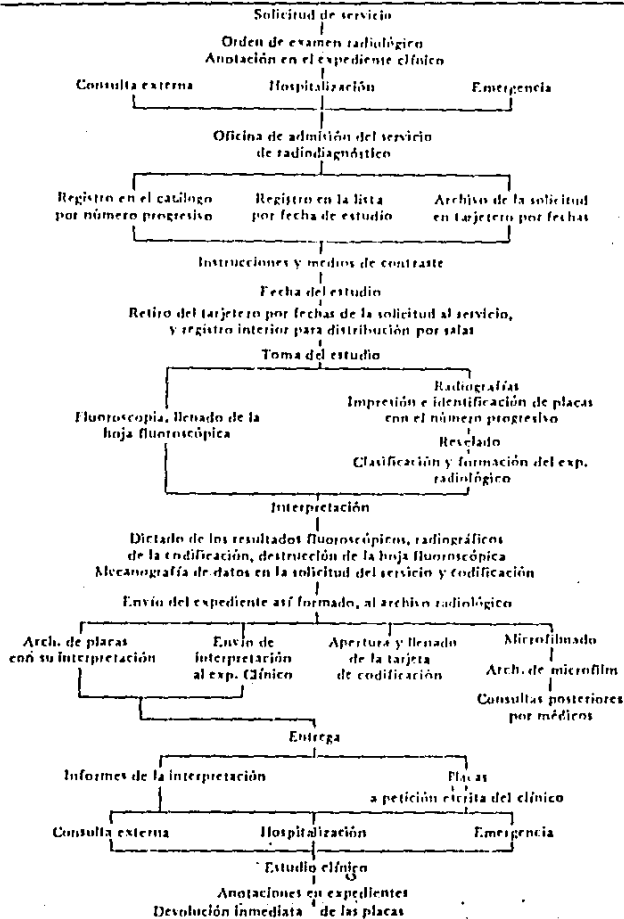 Solicitud de servicio
Orden de examen radiológico
Anotación en el expediente clínico
Consulta externa
Hospitalización
Emergencia
Oficina de admisión del servicio
de radiodiagnóstico
Registro en el catálogo
por número progresivo
Registro en la lista
por fecha de estudio
Archivo de la solicitud
en tarjetero por fechas
Instrucciones y medios de contraste
Fecha del estudio
Retiro del tarjetero por fechas de la solicitud al servicio,
y registro interior para distribución por salas
Toma del estudio
Fluoroscopia, llenado de la
hoja fluoroscópica
Radiografías
Impresión e identificación de placas
con el número progresivo
Revelado
Clasificación y formación del exp.
radiológico
Interpretación
Dictado de los resultados fluoroscópicos, radiográficos
de la codificación, destrucción de la hoja fluoroscópica
Mecanografía de datos en la solicitud del servicio y codificación
Envío del expediente así formado, al archivo radiológico
Arch. de placas
con su interpretación
Envío de
interpretación
al exp. Clínico
Apertura y llenado
de la tarjeta
de codificación
Microfilmado
Arch. de microfilm
Consultas posteriores
por médicos
Entrega
Informes de la interpretación
Placas
a petición escrita del clínico
Consulta externa
Hospitalización
Emergencia
Estudio clínico
Anotaciones en expedientes
Devolución inmediata de las placas